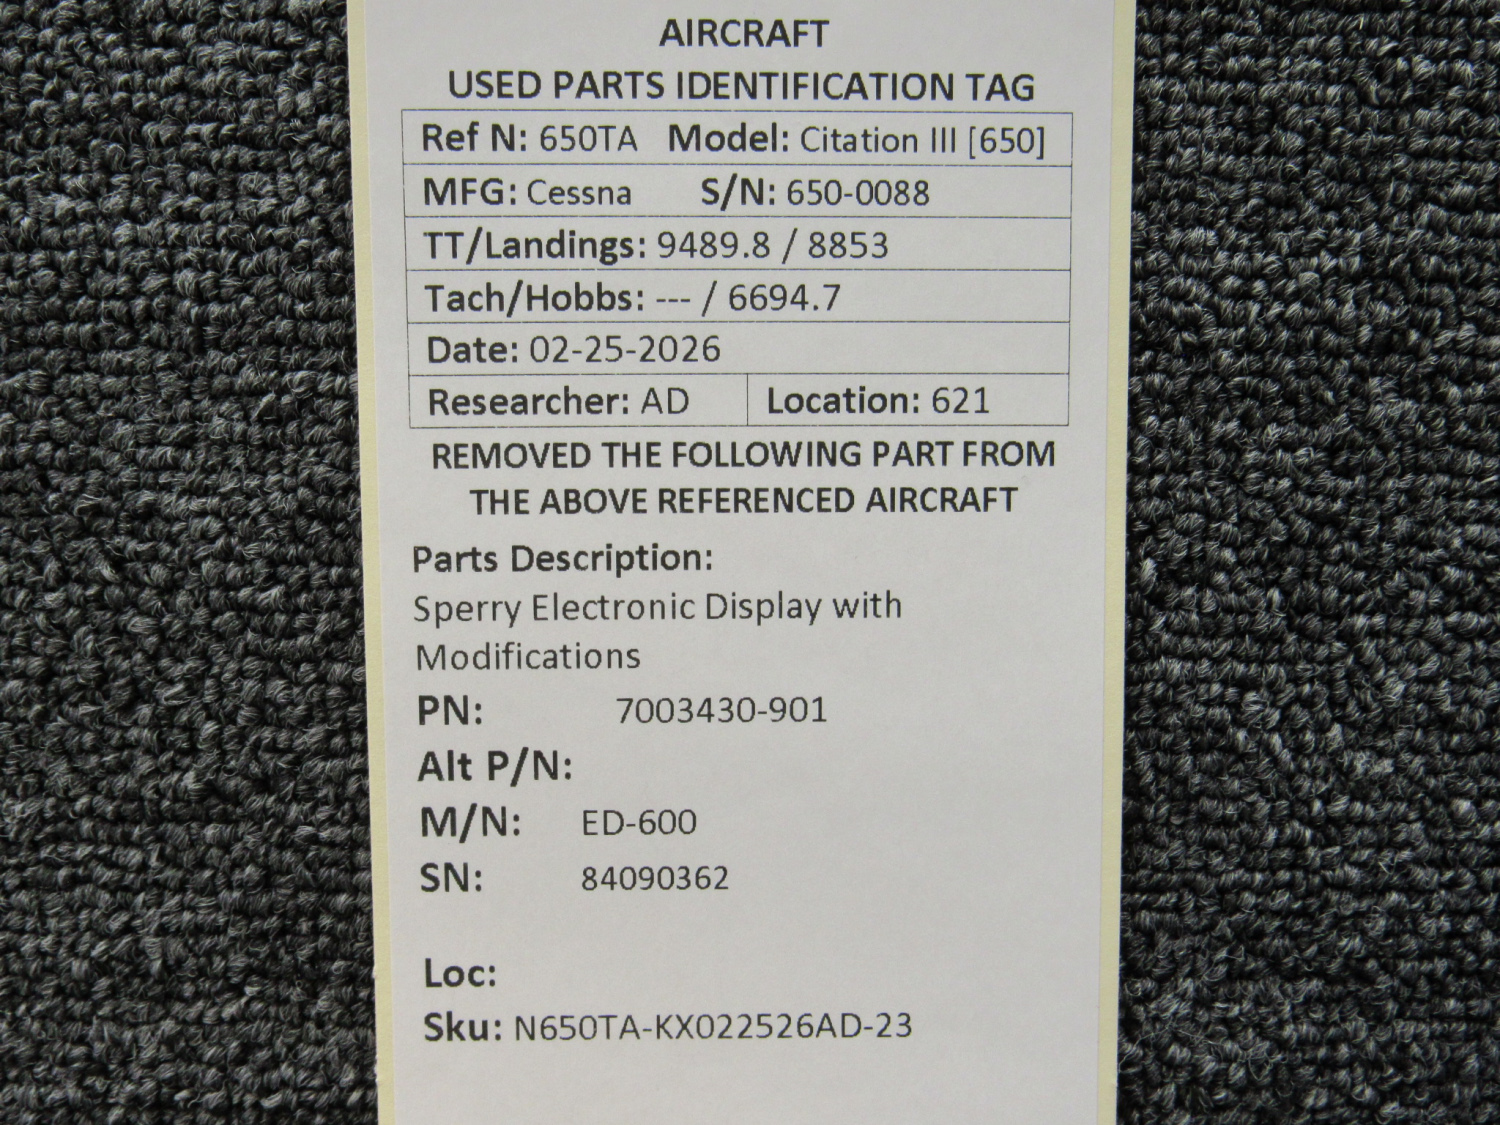 AIRCRAFT
USED PARTS IDENTIFICATION TAG
Ref N: 650TA Model: Citation III [650]
MFG: Cessna S/N: 650-0088
TT/Landings: 9489.8 / 8853
Tach/Hobbs: --- / 6694.7
Date: 02-25-2026
Researcher: AD Location: 621
REMOVED THE FOLLOWING PART FROM
THE ABOVE REFERENCED AIRCRAFT
Parts Description:
Sperry Electronic Display with
Modifications
PN: 7003430-901
Alt P/N:
M/N: ED-600
SN: 84090362
Loc:
Sku: N650TA-KX022526AD-23